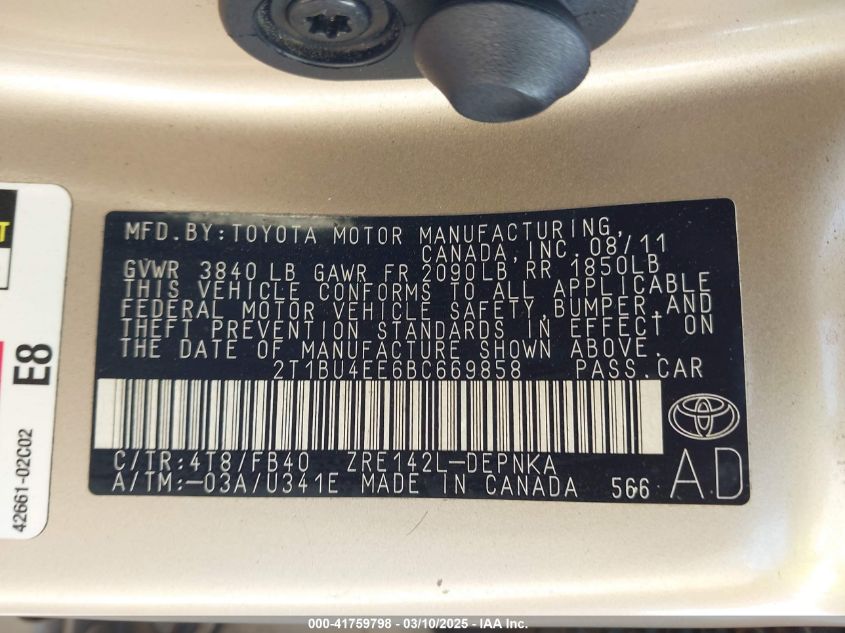 MFD.BY:TOYOTA MOTOR MANUFACTURING,
CANADA,INC. 08/11
GVWR 3840 LB GAWR FR 2090LB RR 1850LB
THIS VEHICLE CONFORMS TO ALL APPLICABLE
FEDERAL MOTOR VEHICLE SAFETY,BUMPER,AND
THEFT PREVENTION STANDARDS IN EFFECT ON
THE DATE OF MANUFACTURE SHOWN ABOVE.
2T1BU4EE6BC669858 PASS.CAR
C/TR:4T8/FB40 ZRE142L-DEPNKA
A/TM:-03A/U341E MADE IN CANADA 566 A.D
T
E8
42661-02C02
000-41759798 - 03/10/2025 - IAA Inc.